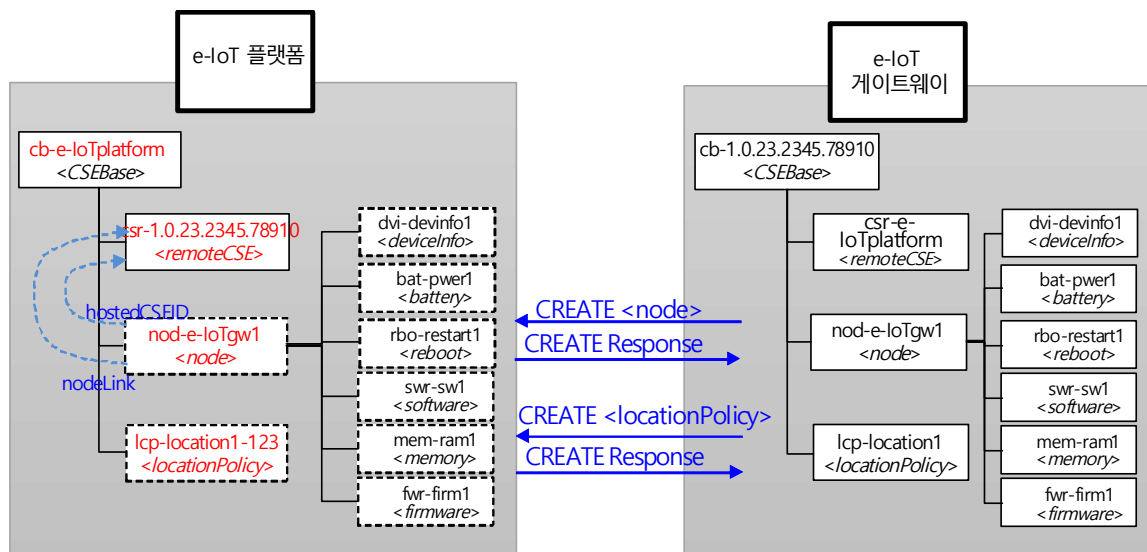 e-IoT 플랫폼
cb-e-IoTplatform
<CSEBase>
csr-1.0.23.2345.78910
<remoteCSE>
hostedCSEID
nod-e-IoTgw1
<node>
nodeLink
lcp-location1-123
<locationPolicy>
dvi-devinfo1
<deviceInfo>
bat-pwer1
<battery>
rbo-restart1
<reboot>
swr-sw1
<software>
mem-ram1
<memory>
fwr-firm1
<firmware>
CREATE <node>
CREATE Response
CREATE <locationPolicy>
CREATE Response
e-IoT
게이트웨이
cb-1.0.23.2345.78910
<CSEBase>
csr-e-
IoTplatform
<remoteCSE>
nod-e-IoTgw1
<node>
lcp-location1
<locationPolicy>
dvi-devinfo1
<deviceInfo>
bat-pwer1
<battery>
rbo-restart1
<reboot>
swr-sw1
<software>
mem-ram1
<memory>
fwr-firm1
<firmware>